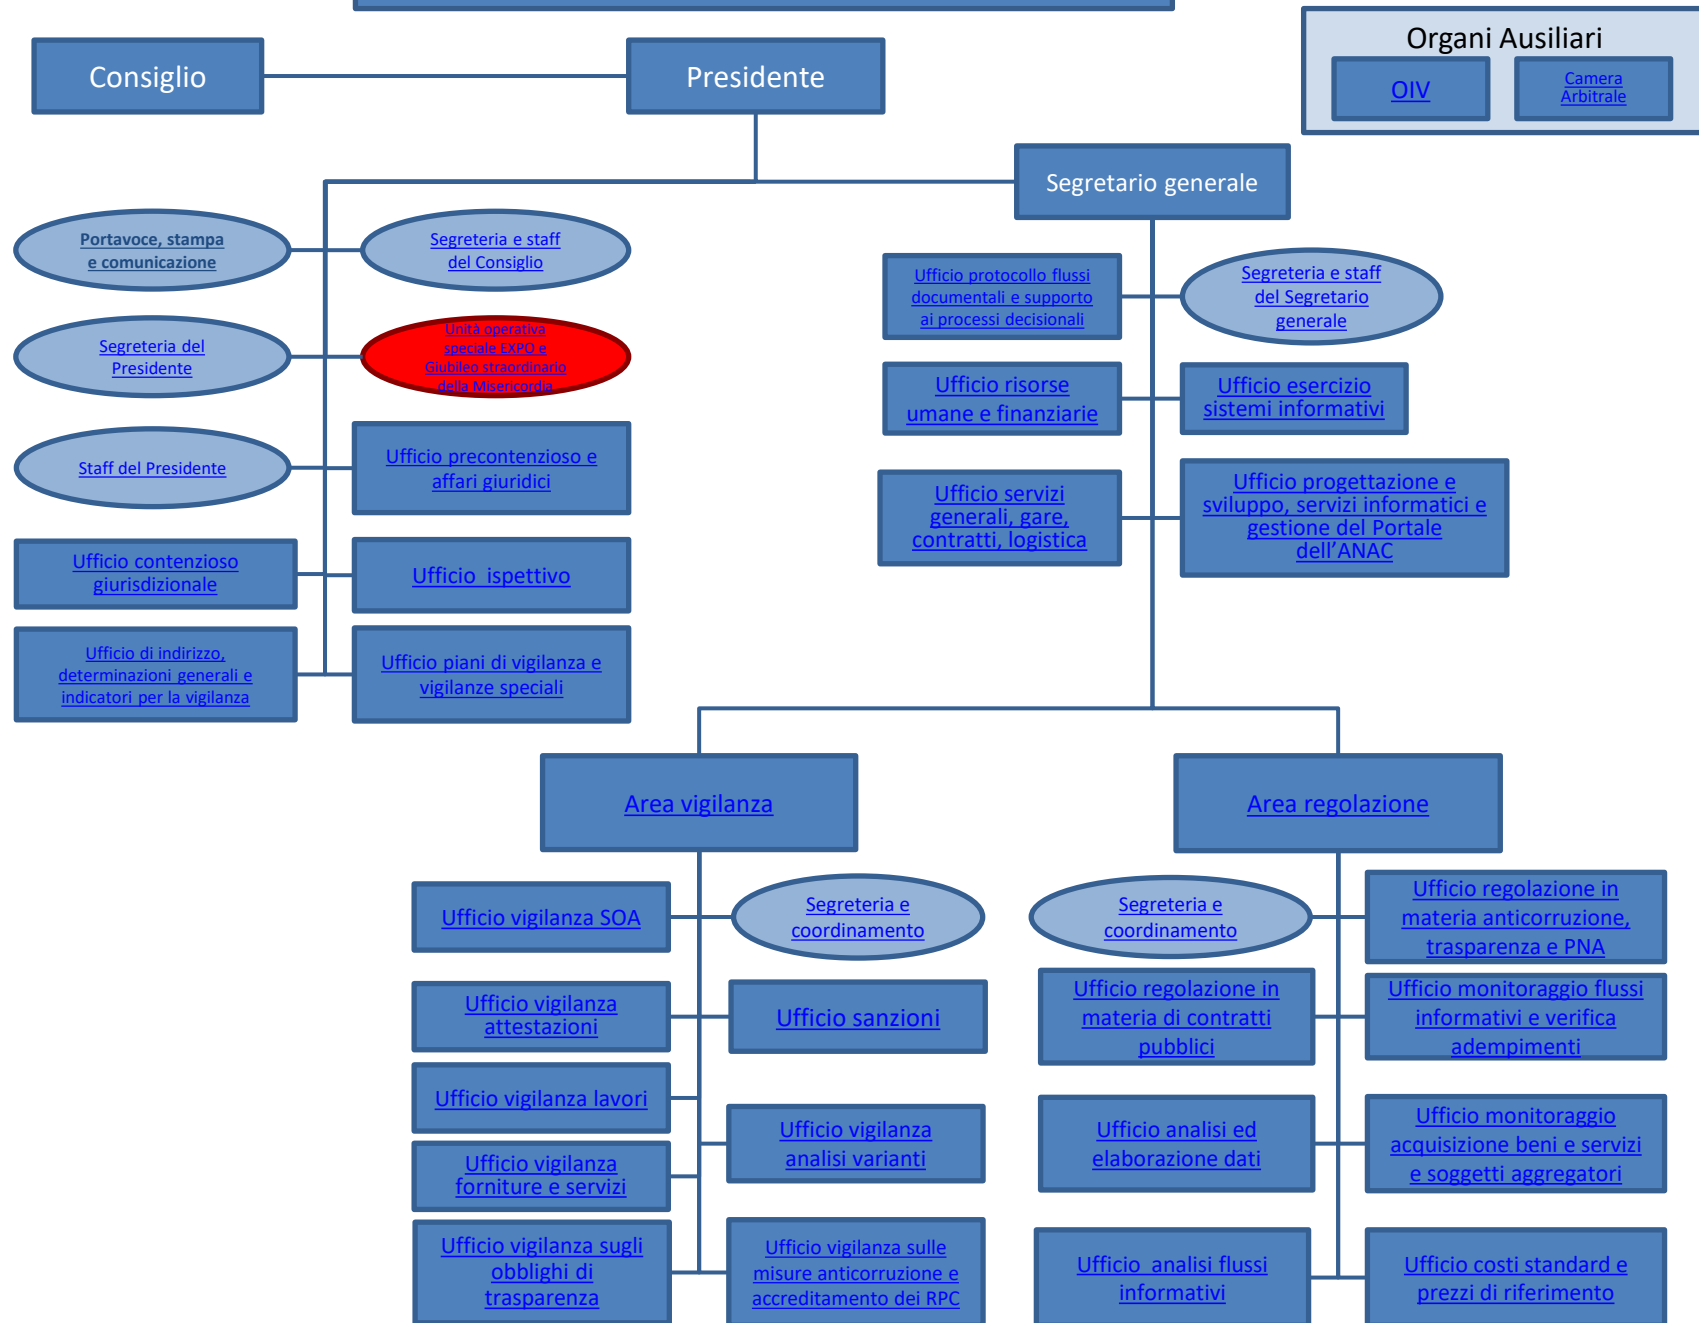 Consiglio
Presidente
Organi Ausiliari
OIV
Camera
Arbitrale
Segretario generale
Portavoce, stampa
e comunicazione
Segreteria e staff
del Consiglio
Segreteria del
Presidente
Unità operativa
speciale EXPO e
Giubileo straordinario
della Misericordia
Staff del Presidente
Ufficio precontenzioso e
affari giuridici
Ufficio contenzioso
giurisdizionale
Ufficio ispettivo
Ufficio di indirizzo,
determinazioni generali e
indicatori per la vigilanza
Ufficio piani di vigilanza e
vigilanze speciali
Ufficio protocollo flussi
documentali e supporto
ai processi decisionali
Segreteria e staff
del Segretario
generale
Ufficio risorse
umane e finanziarie
Ufficio esercizio
sistemi informativi
Ufficio servizi
generali, gare,
contratti, logistica
Ufficio progettazione e
sviluppo, servizi informatici e
gestione del Portale
dell’ANAC
Area vigilanza
Area regolazione
Ufficio vigilanza SOA
Segreteria e
coordinamento
Ufficio vigilanza
attestazioni
Ufficio sanzioni
Ufficio vigilanza lavori
Ufficio vigilanza
analisi varianti
Ufficio vigilanza
forniture e servizi
Ufficio vigilanza sugli
obblighi di
trasparenza
Ufficio vigilanza sulle
misure anticorruzione e
accreditamento dei RPC
Segreteria e
coordinamento
Ufficio regolazione in
materia anticorruzione,
trasparenza e PNA
Ufficio regolazione in
materia di contratti
pubblici
Ufficio monitoraggio flussi
informativi e verifica
adempimenti
Ufficio analisi ed
elaborazione dati
Ufficio monitoraggio
acquisizione beni e servizi
e soggetti aggregatori
Ufficio analisi flussi
informativi
Ufficio costi standard e
prezzi di riferimento